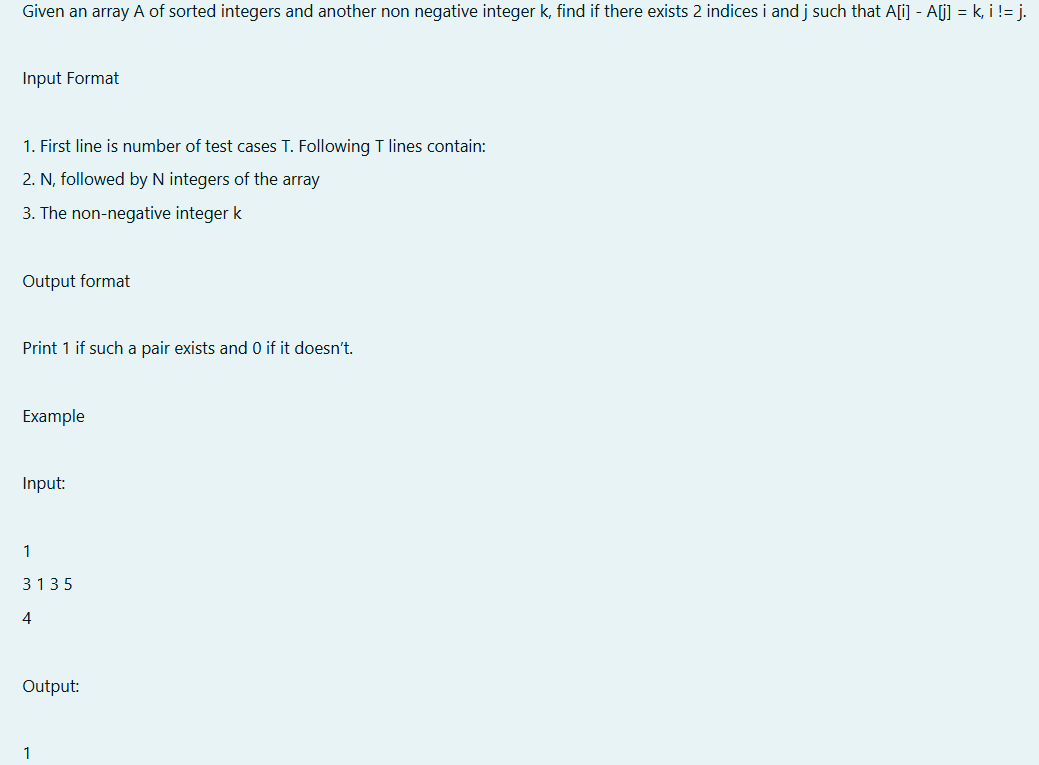 Given an array A of sorted integers and another non negative integer k, find if there exists 2 indices i and j such that A[i] - A[j] = k, i != j.
Input Format
1. First line is number of test cases T. Following T lines contain:
2. N, followed by N integers of the array
3. The non-negative integer k
Output format
Print 1 if such a pair exists and 0 if it doesn’t.
Example
Input:
1
3 1 3 5
4
Output:
1